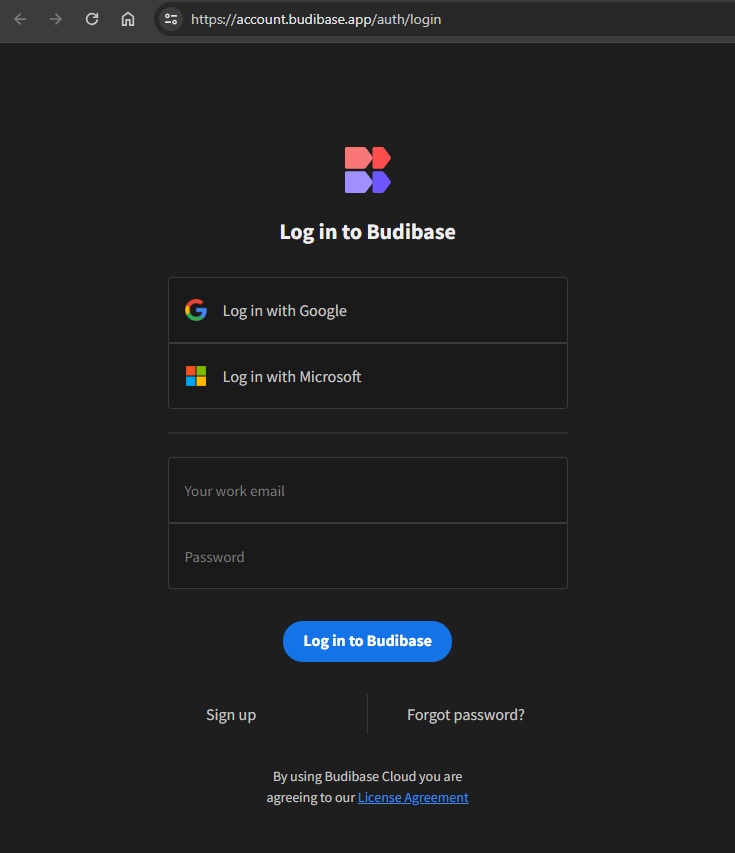 https://account.budibase.app/auth/login
Log in to Budibase
Log in with Google
Log in with Microsoft
Your work email
Password
Log in to Budibase
Sign up
Forgot password?
By using Budibase Cloud you are
agreeing to our License Agreement